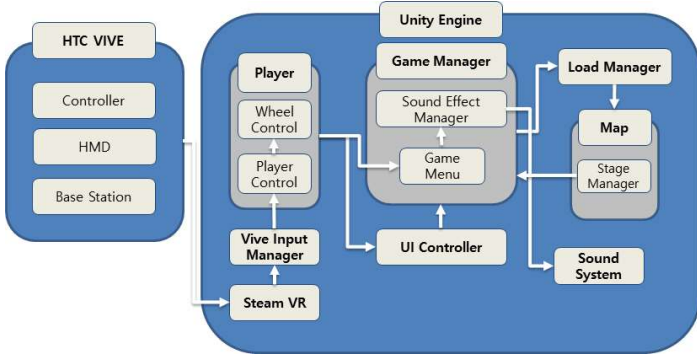 HTC VIVE
Controller
HMD
Base Station
Unity Engine
Player
Wheel
Control
Player
Control
Vive Input
Manager
Steam VR
Game Manager
Sound Effect
Manager
Game
Menu
UI Controller
Load Manager
Map
Stage
Manager
Sound
System